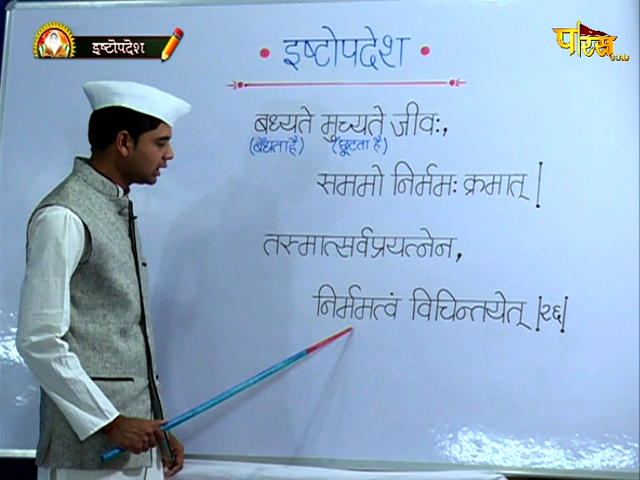 इष्टोपदेश
पारस
GOLD
इष्टोपदेश
बध्यते मुच्यते जीवः,
(बँधता है) (छूटता है)
सममो निर्ममः क्रमात् |
तस्मात्सर्वप्रयत्नेन,
निर्ममत्वं विचिन्तयेत् |२६|